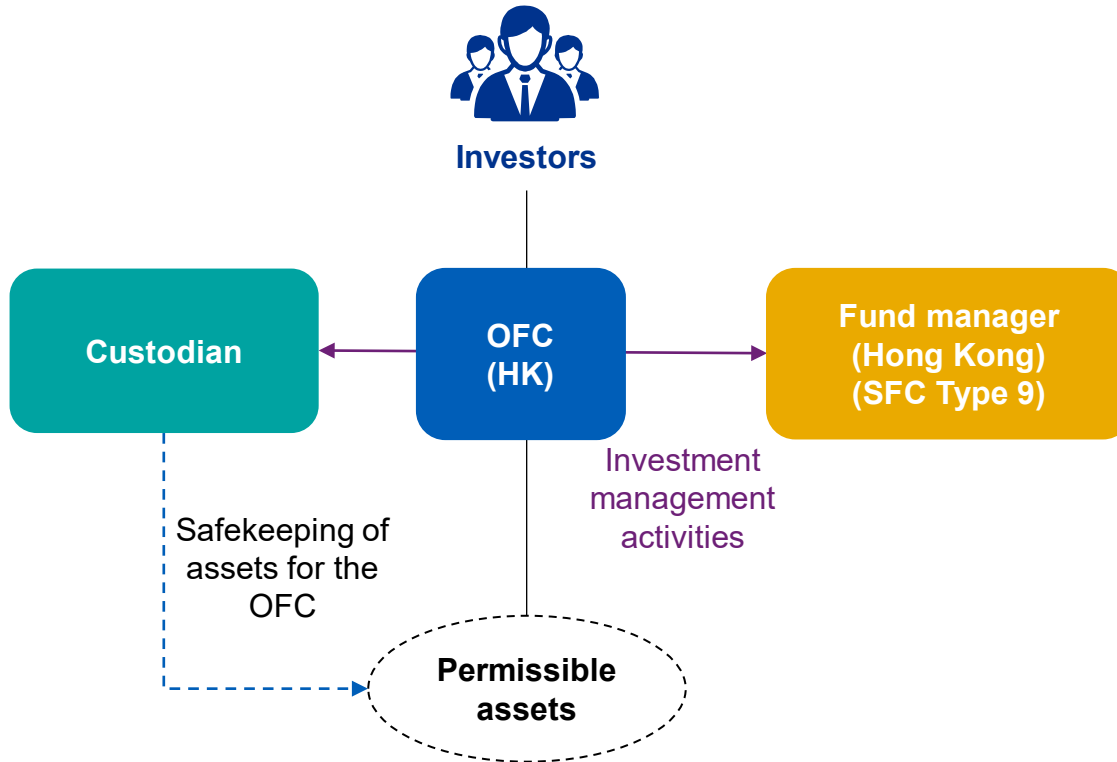 Investors
Custodian
OFC
(HK)
Fund manager
(Hong Kong)
(SFC Type 9)
Investment
management
activities
Safekeeping of
assets for the
OFC
Permissible
assets